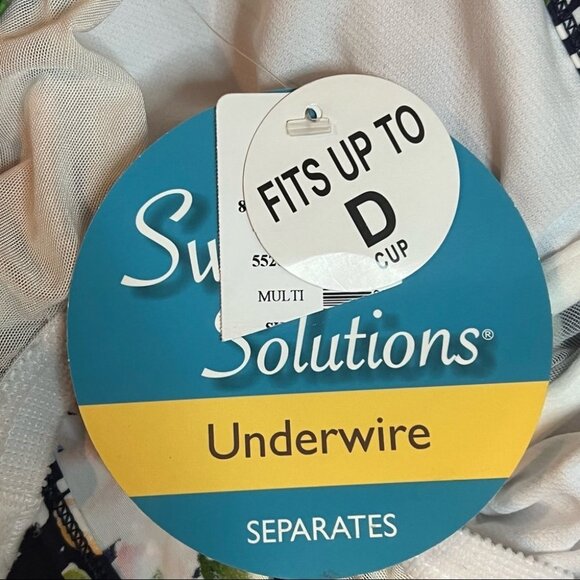 FITS UP TO
D
CUP
MULTI
Solutions®
Underwire
SEPARATES